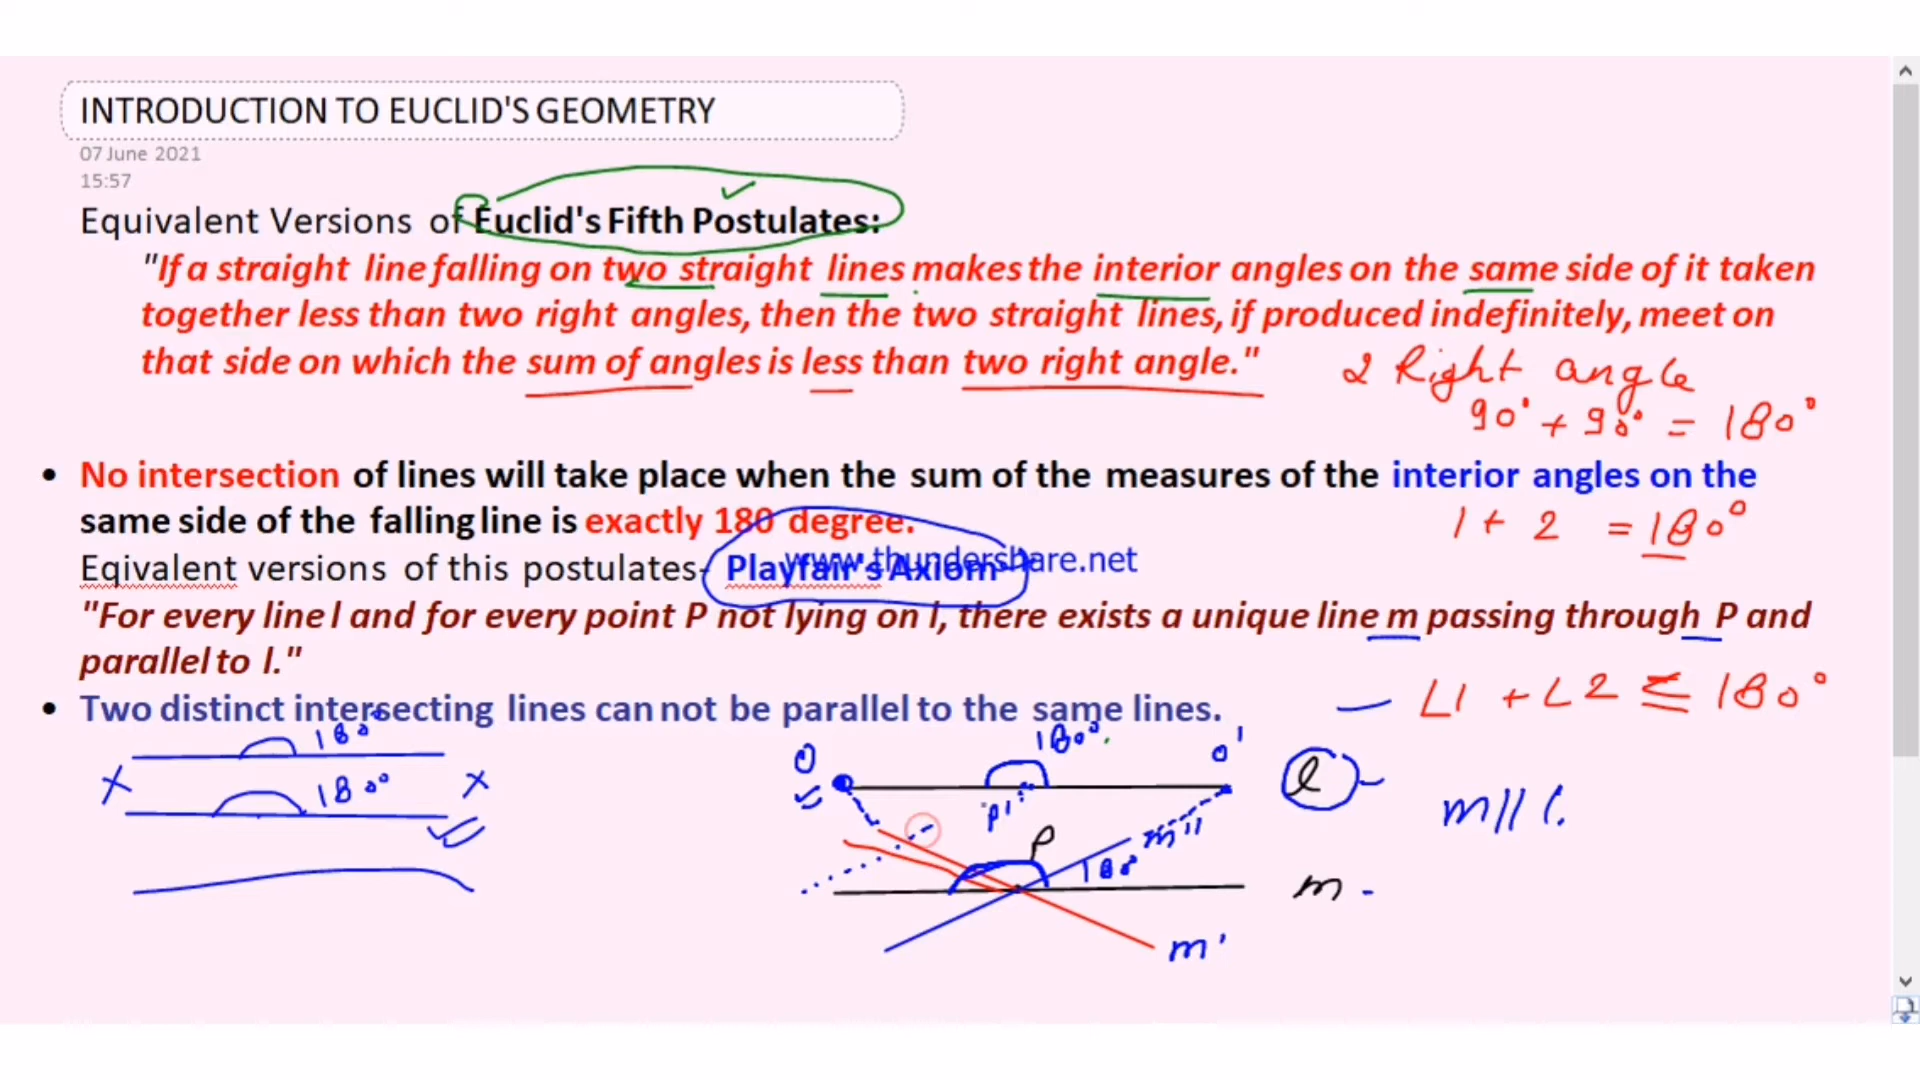 INTRODUCTION TO EUCLID'S GEOMETRY
07 June 2021
15:57
Equivalent Versions of Euclid's Fifth Postulates:
"If a straight line falling on two straight lines makes the interior angles on the same side of it taken
together less than two right angles, then the two straight lines, if produced indefinitely, meet on
that side on which the sum of angles is less than two right angle."
2 Right angle
90° + 90° = 180°
• No intersection of lines will take place when the sum of the measures of the interior angles on the
same side of the falling line is exactly 180 degree.
1 + 2 = 180°
Eqivalent versions of this postulates- Playfair's Axiom
www.thundershare.net
"For every line l and for every point P not lying on l, there exists a unique line m passing through P and
parallel to l."
∠1 + ∠2 ≤ 180°
• Two distinct intersecting lines cannot be parallel to the same lines.
180°
180°
x x
O 180° O'
l
P'
m // l.
P m''
180°
m
m'